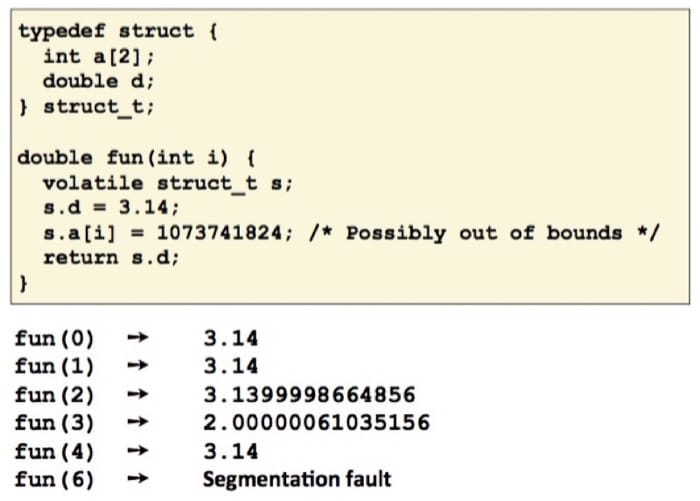 typedef struct {
  int a[2];
  double d;
} struct_t;

double fun(int i) {
  volatile struct_t s;
  s.d = 3.14;
  s.a[i] = 1073741824; /* Possibly out of bounds */
  return s.d;
}

fun(0) → 3.14
fun(1) → 3.14
fun(2) → 3.1399998664856
fun(3) → 2.00000061035156
fun(4) → 3.14
fun(6) → Segmentation fault